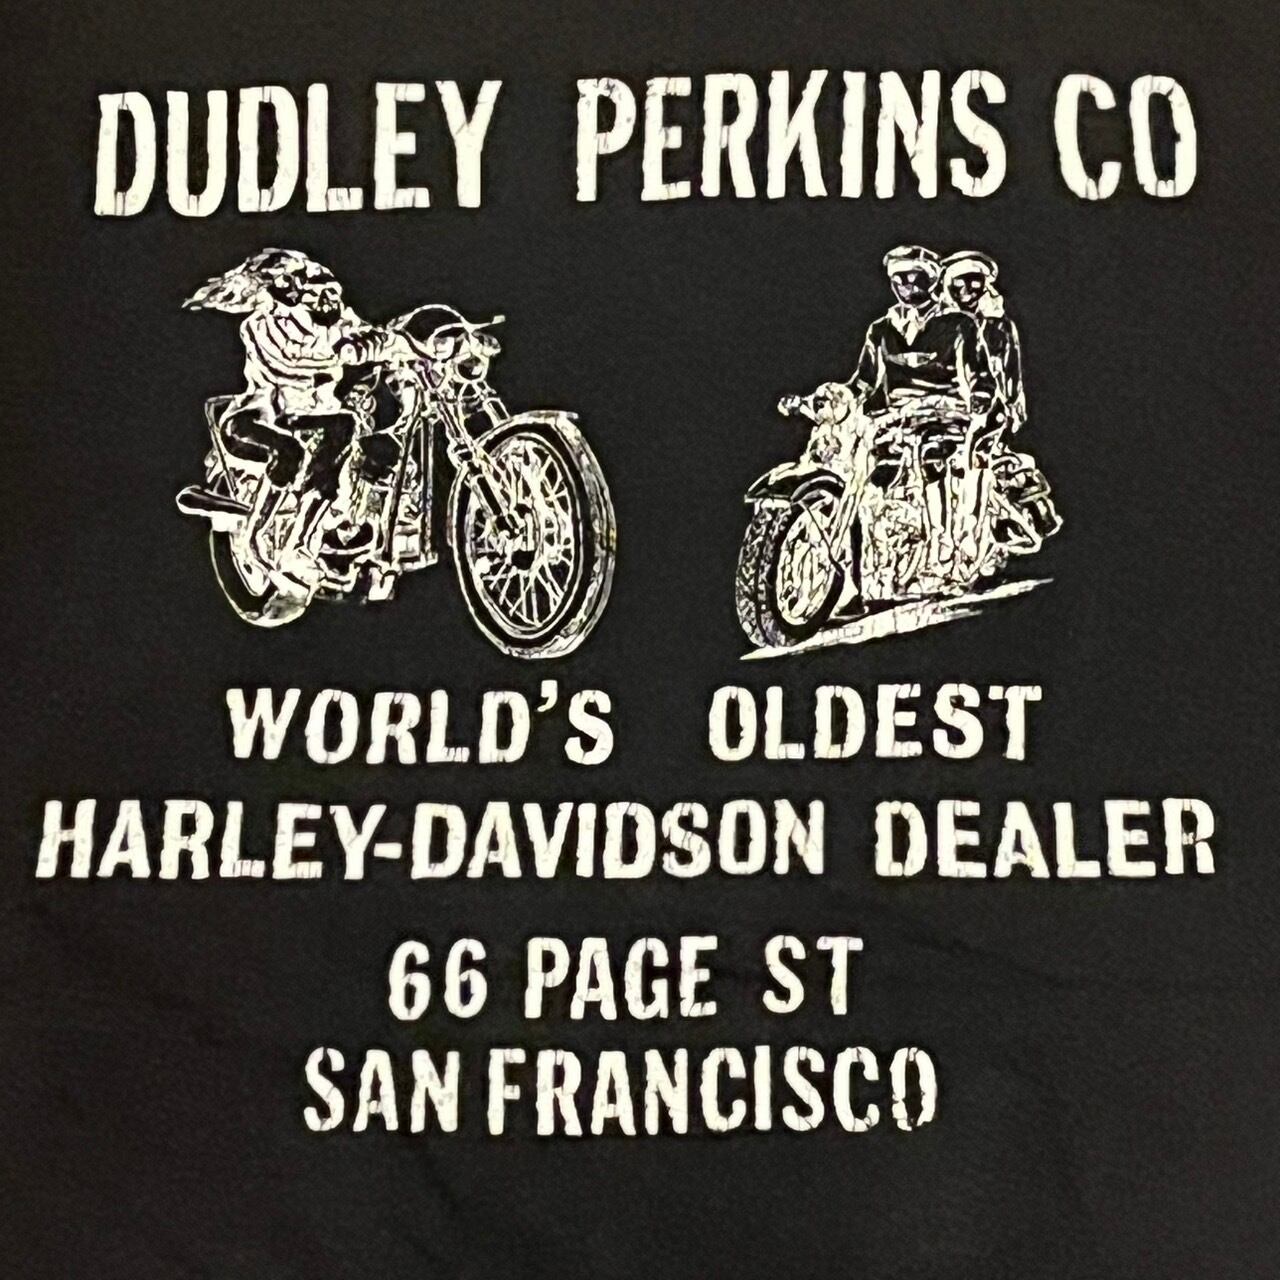 DUDLEY PERKINS CO
WORLD'S OLDEST
HARLEY-DAVIDSON DEALER
66 PAGE ST
SAN FRANCISCO